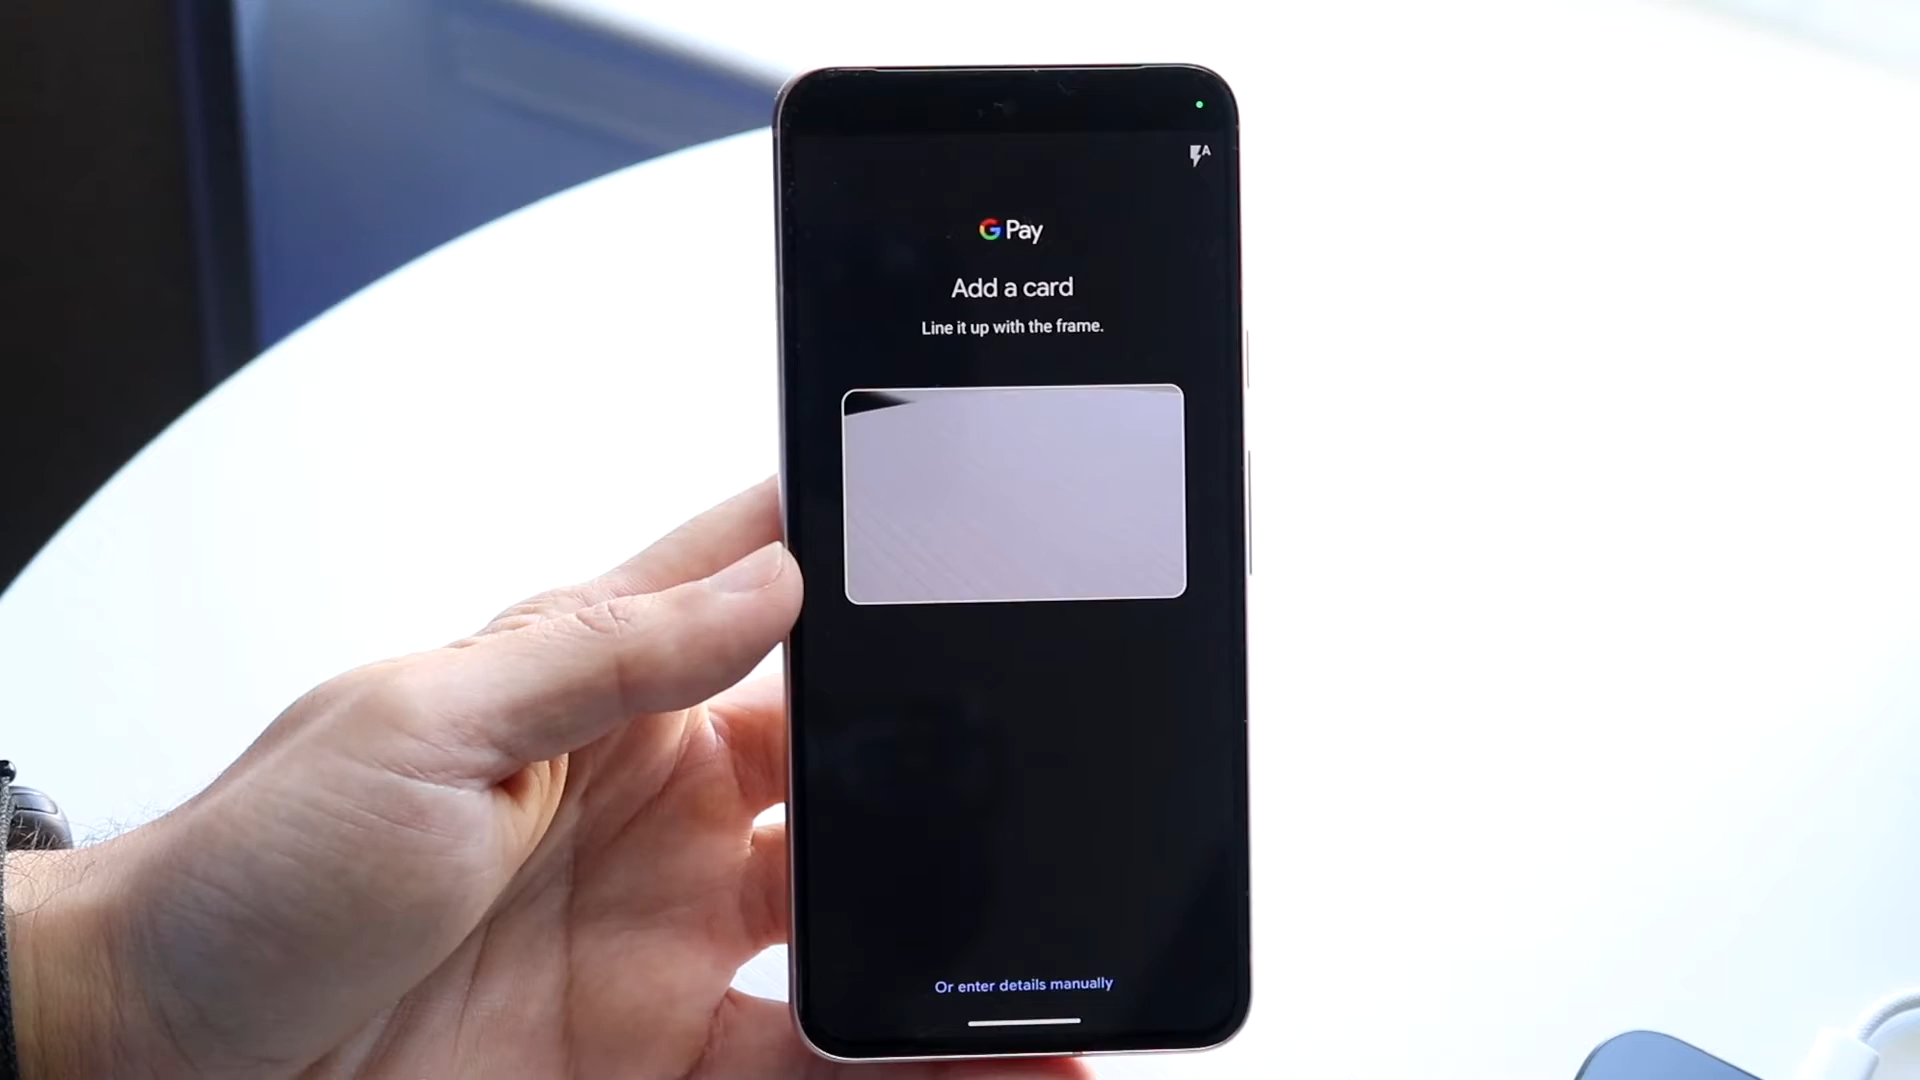 A
G Pay
Add a card
Line it up with the frame.
Or enter details manually